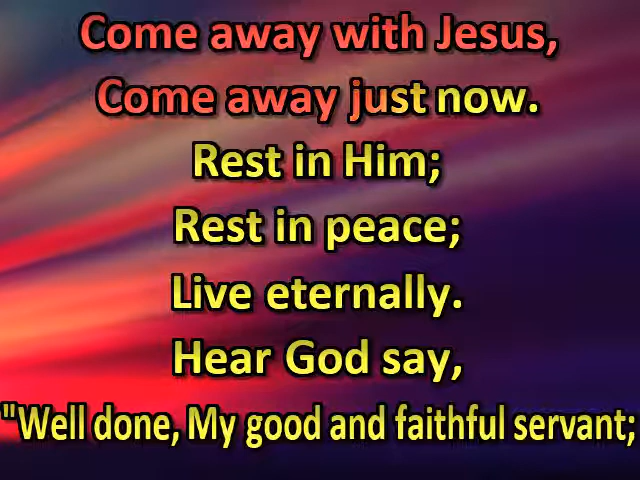 Come away with Jesus,
Come away just now.
Rest in Him;
Rest in peace;
Live eternally.
Hear God say,
"Well done, My good and faithful servant;